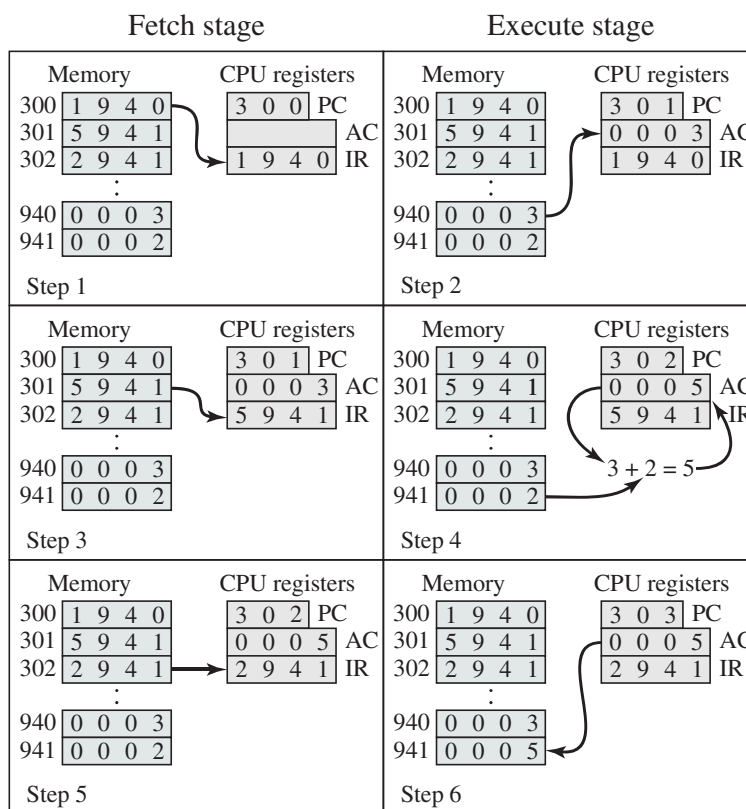 Fetch stage Execute stage
Memory CPU registers
300 1 9 4 0 3 0 0 PC
301 5 9 4 1 AC
302 2 9 4 1 1 9 4 0 IR
:
940 0 0 0 3
941 0 0 0 2
Step 1
Memory CPU registers
300 1 9 4 0 3 0 1 PC
301 5 9 4 1 0 0 0 3 AC
302 2 9 4 1 1 9 4 0 IR
:
940 0 0 0 3
941 0 0 0 2
Step 2
Memory CPU registers
300 1 9 4 0 3 0 1 PC
301 5 9 4 1 0 0 0 3 AC
302 2 9 4 1 5 9 4 1 IR
:
940 0 0 0 3
941 0 0 0 2
Step 3
Memory CPU registers
300 1 9 4 0 3 0 2 PC
301 5 9 4 1 0 0 0 5 AC
302 2 9 4 1 5 9 4 1 IR
:
940 0 0 0 3 3 + 2 = 5
941 0 0 0 2
Step 4
Memory CPU registers
300 1 9 4 0 3 0 2 PC
301 5 9 4 1 0 0 0 5 AC
302 2 9 4 1 2 9 4 1 IR
:
940 0 0 0 3
941 0 0 0 2
Step 5
Memory CPU registers
300 1 9 4 0 3 0 3 PC
301 5 9 4 1 0 0 0 5 AC
302 2 9 4 1 2 9 4 1 IR
:
940 0 0 0 3
941 0 0 0 5
Step 6